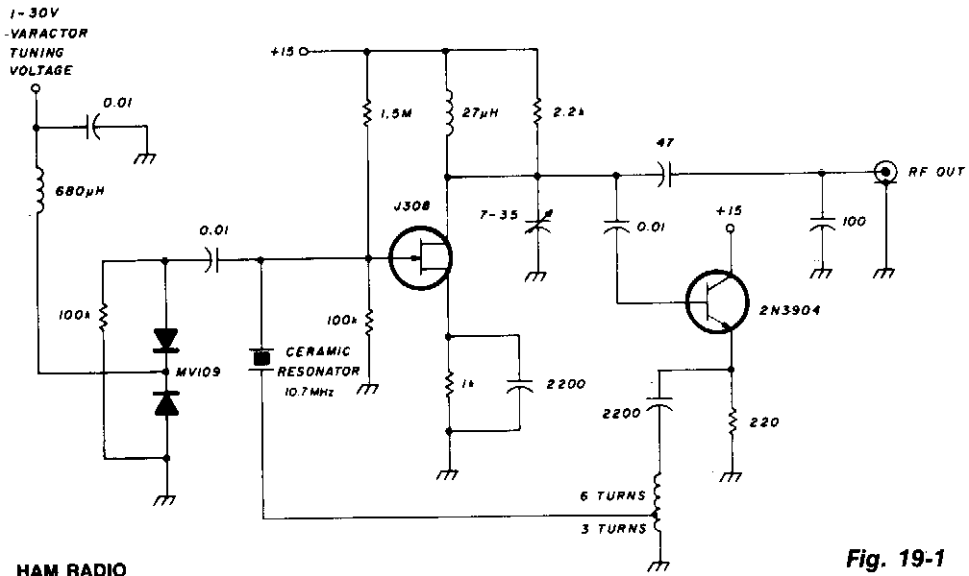 1-30V
VARACTOR
TUNING
VOLTAGE
0.01
680μH
+15
1.5M
27μH
2.2k
47
RF OUT
J308
7-35
0.01
+15
100
0.01
100k
MV109
100k
CERAMIC
RESONATOR
10.7MHz
1k
2200
2N3904
2200
220
6 TURNS
3 TURNS
HAM RADIO
Fig. 19-1